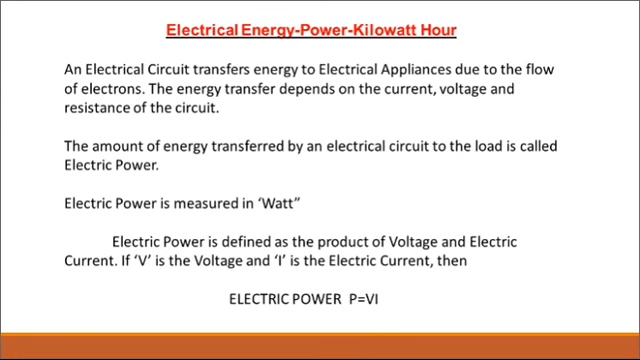 Electrical Energy-Power-Kilowatt Hour
An Electrical Circuit transfers energy to Electrical Appliances due to the flow
of electrons. The energy transfer depends on the current, voltage and
resistance of the circuit.
The amount of energy transferred by an electrical circuit to the load is called
Electric Power.
Electric Power is measured in ‘Watt”
Electric Power is defined as the product of Voltage and Electric
Current. If ‘V’ is the Voltage and ‘I’ is the Electric Current, then
ELECTRIC POWER P=VI